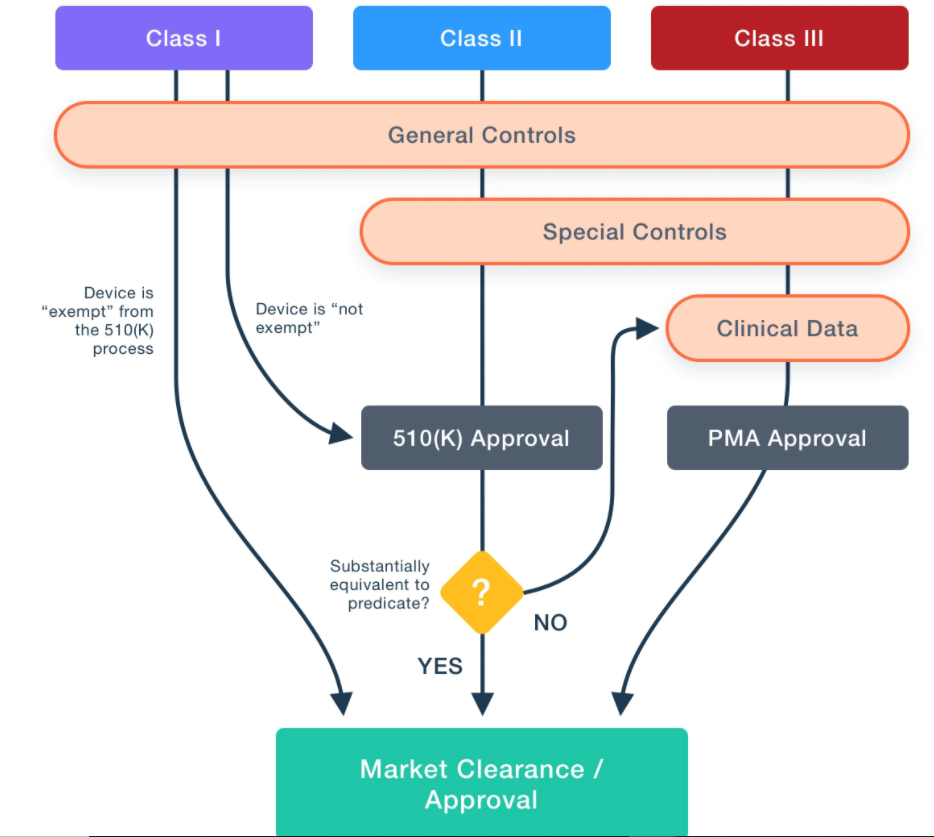 Class I
Class II
Class III
General Controls
Special Controls
Device is
“exempt” from
the 510(K)
process
Device is “not
exempt”
Clinical Data
510(K) Approval
PMA Approval
Substantially
equivalent to
predicate?
?
NO
YES
Market Clearance /
Approval